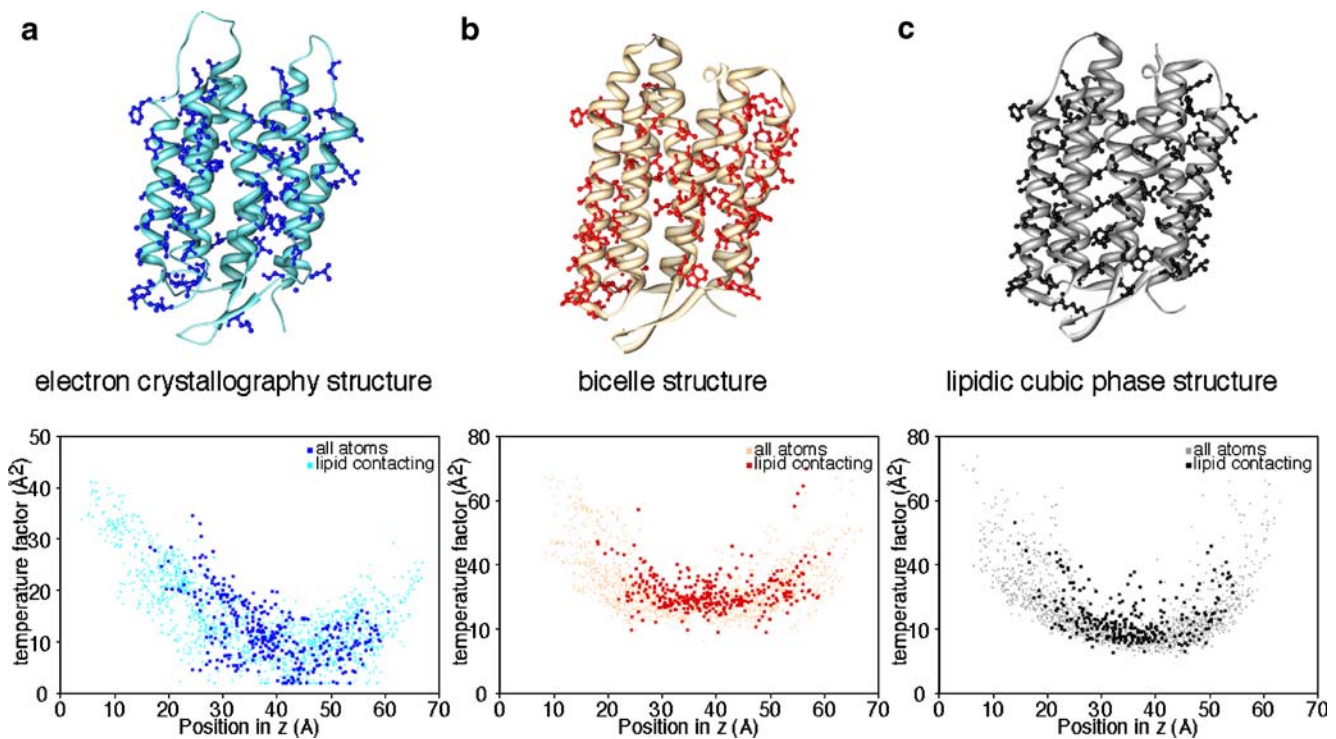 a
b
c
electron crystallography structure
bicelle structure
lipidic cubic phase structure
50
40
30
20
10
0
temperature factor (Å2)
all atoms
lipid contacting
0 10 20 30 40 50 60 70
Position in z (Å)
80
60
40
10
0
temperature factor (Å2)
all atoms
lipid contacting
0 10 20 30 40 50 60 70
Position in z (Å)
80
60
40
10
0
temperature factor (Å2)
all atoms
lipid contacting
0 10 20 30 40 50 60 70
Position in z (Å)